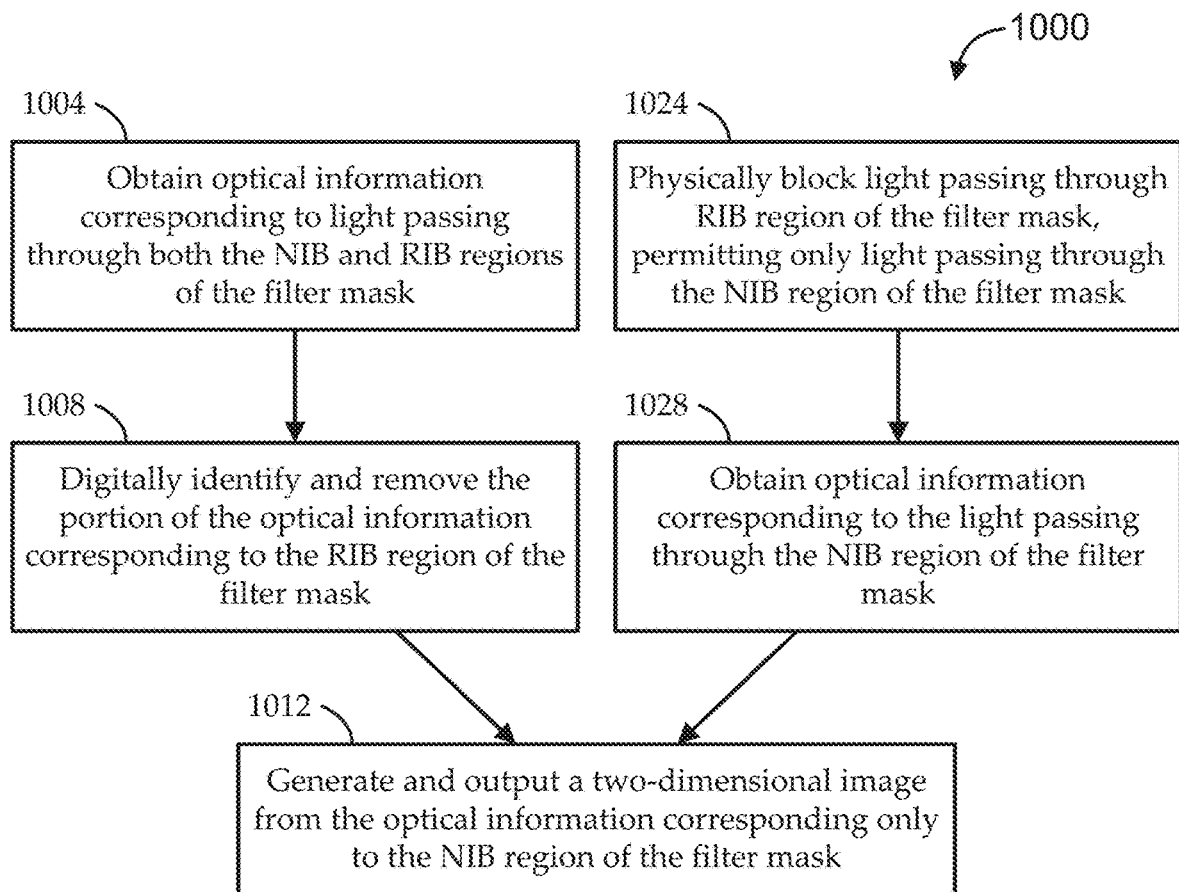 1000
1004
Obtain optical information
corresponding to light passing
through both the NIB and RIB regions
of the filter mask
1024
Physically block light passing through
RIB region of the filter mask,
permitting only light passing through
the NIB region of the filter mask
1008
Digitally identify and remove the
portion of the optical information
corresponding to the RIB region of the
filter mask
1028
Obtain optical information
corresponding to the light passing
through the NIB region of the filter
mask
1012
Generate and output a two-dimensional image
from the optical information corresponding only
to the NIB region of the filter mask